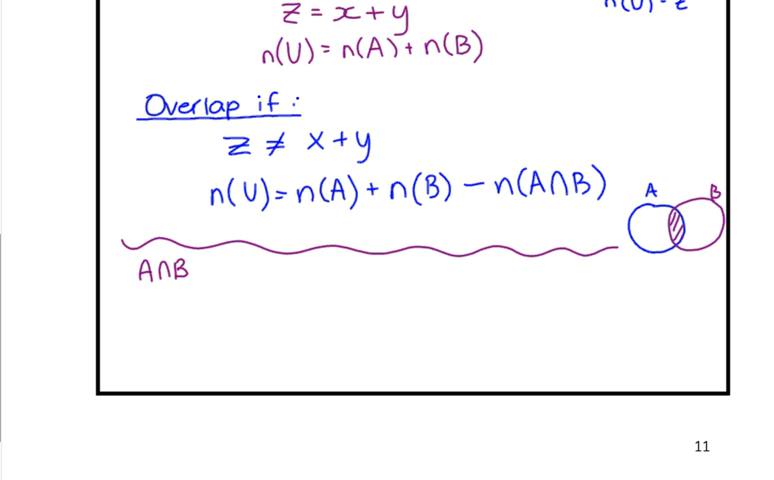 z = x + y
n(U) = n(A) + n(B)
Overlap if:
z ≠ x + y
n(U) = n(A) + n(B) - n(A∩B)
A B
A∩B
11